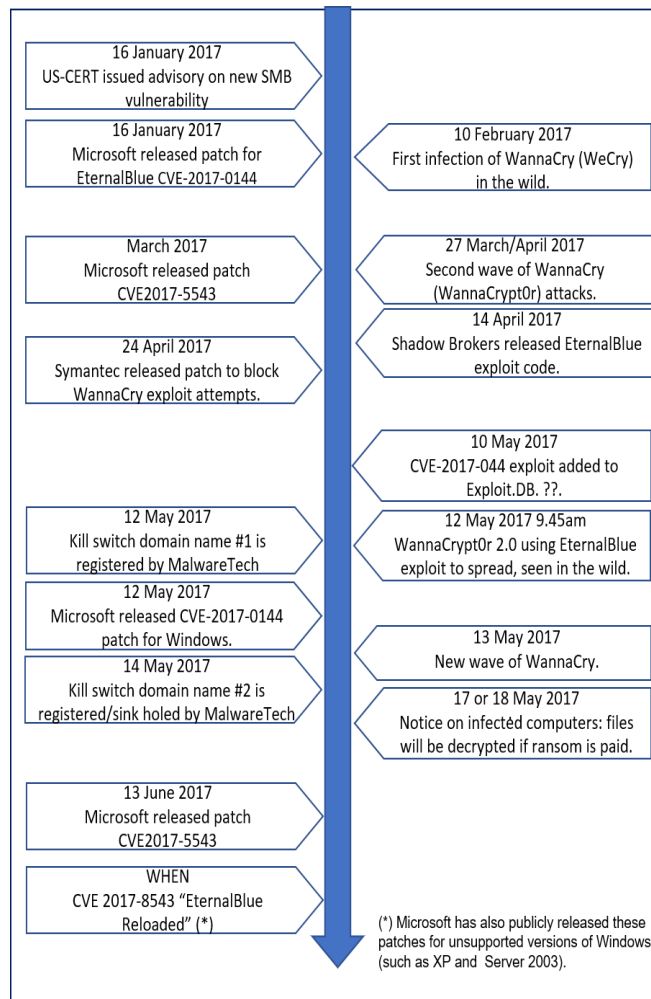 16 January 2017
US-CERT issued advisory on new SMB
vulnerability
16 January 2017
Microsoft released patch for
EternalBlue CVE-2017-0144
10 February 2017
First infection of WannaCry (WeCry)
in the wild.
March 2017
Microsoft released patch
CVE2017-5543
27 March/April 2017
Second wave of WannaCry
(WannaCrypt0r) attacks.
14 April 2017
Shadow Brokers released EternalBlue
exploit code.
24 April 2017
Symantec released patch to block
WannaCry exploit attempts.
10 May 2017
CVE-2017-044 exploit added to
Exploit.DB. ??.
12 May 2017
Kill switch domain name #1 is
registered by MalwareTech
12 May 2017 9.45am
WannaCrypt0r 2.0 using EternalBlue
exploit to spread, seen in the wild.
12 May 2017
Microsoft released CVE-2017-0144
patch for Windows.
13 May 2017
New wave of WannaCry.
14 May 2017
Kill switch domain name #2 is
registered/sink holed by MalwareTech
17 or 18 May 2017
Notice on infected computers: files
will be decrypted if ransom is paid.
13 June 2017
Microsoft released patch
CVE2017-5543
WHEN
CVE 2017-8543 “EternalBlue
Reloaded” (*)
(*) Microsoft has also publicly released these
patches for unsupported versions of Windows
(such as XP and Server 2003).